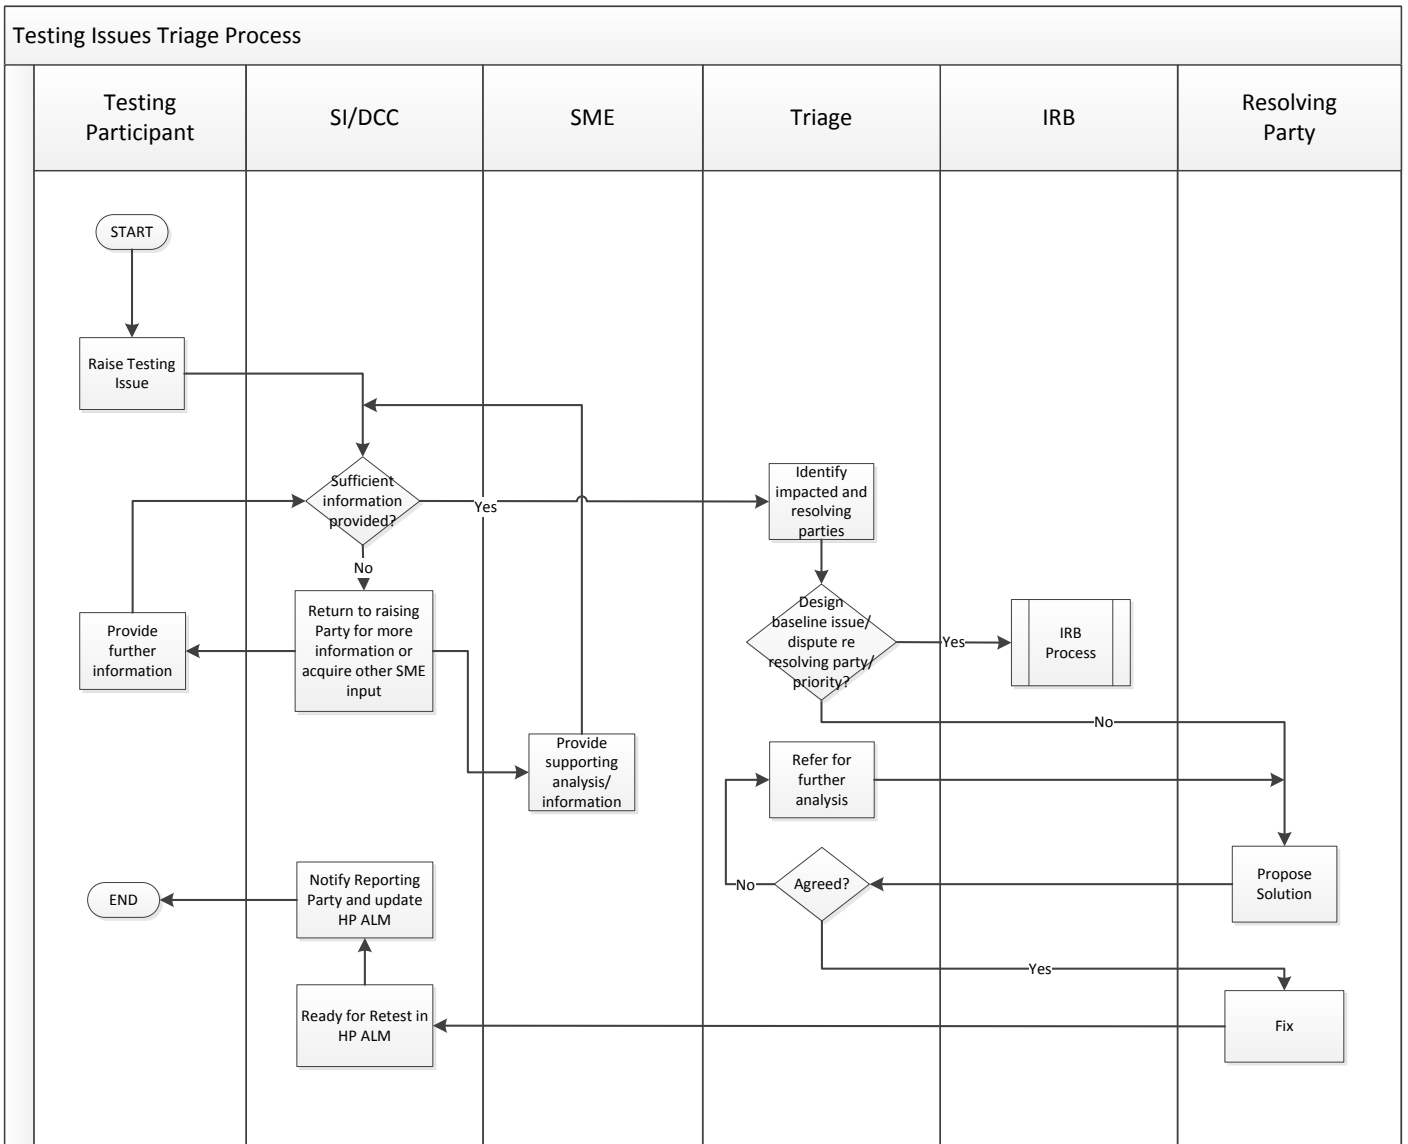 Testing Issues Triage Process
Testing
Participant
SI/DCC
SME
Triage
IRB
Resolving
Party
START
Raise Testing
Issue
Sufficient
information
provided?
Yes
No
Identify
impacted and
resolving
parties
Design
baseline issue/
dispute re
resolving party/
priority?
Yes
IRB
Process
No
Return to raising
Party for more
information or
acquire other SME
input
Provide
further
information
Provide
supporting
analysis/
information
Refer for
further
analysis
Propose
Solution
Agreed?
No
Yes
Fix
Ready for Retest in
HP ALM
Notify Reporting
Party and update
HP ALM
END